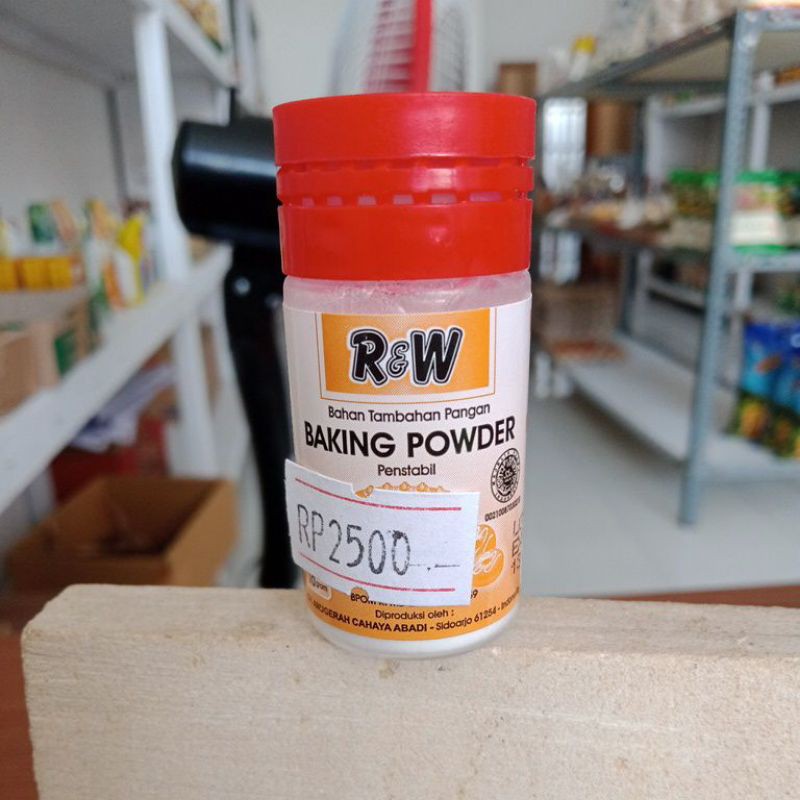 R&W
Bahan Tambahan Pangan
BAKING POWDER
Penstabil
RP2500.-
Diproduksi oleh :
ANUGERAH CAHAYA ABADI - Sidoarjo 61254 -